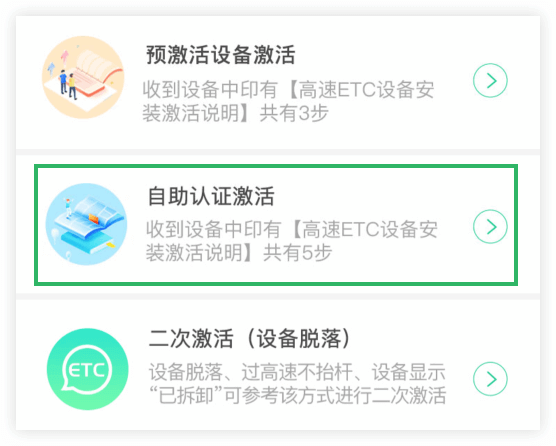 预激活设备激活
收到设备中印有【高速ETC设备安
装激活说明】共有3步
自助认证激活
收到设备中印有【高速ETC设备安
装激活说明】共有5步
二次激活（设备脱落）
ETC
设备脱落、过高速不抬杆、设备显示
“已拆卸”可参考该方式进行二次激活